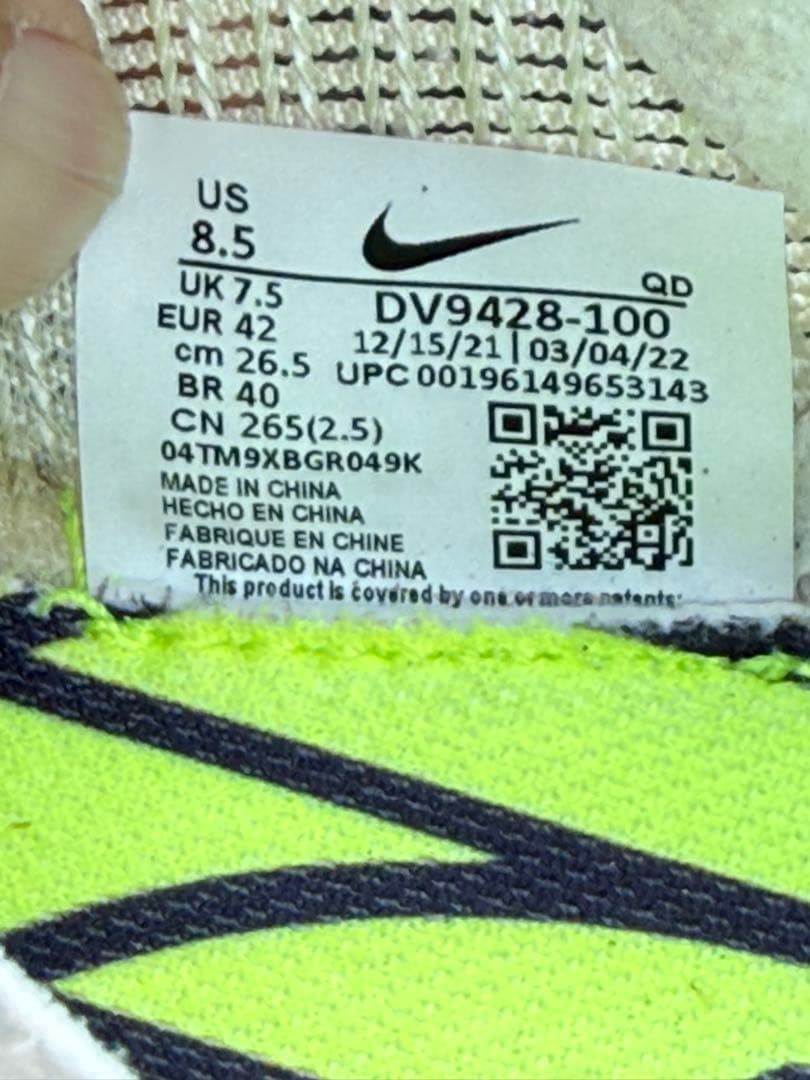 US
8.5
QD
UK 7.5
DV9428-100
EUR 42
12/15/21 | 03/04/22
cm 26.5
UPC 00196149653143
BR 40
CN 265(2.5)
04TM9XBGR049K
MADE IN CHINA
HECHO EN CHINA
FABRIQUE EN CHINE
FABRICADO NA CHINA
This product is covered by one or more patents: